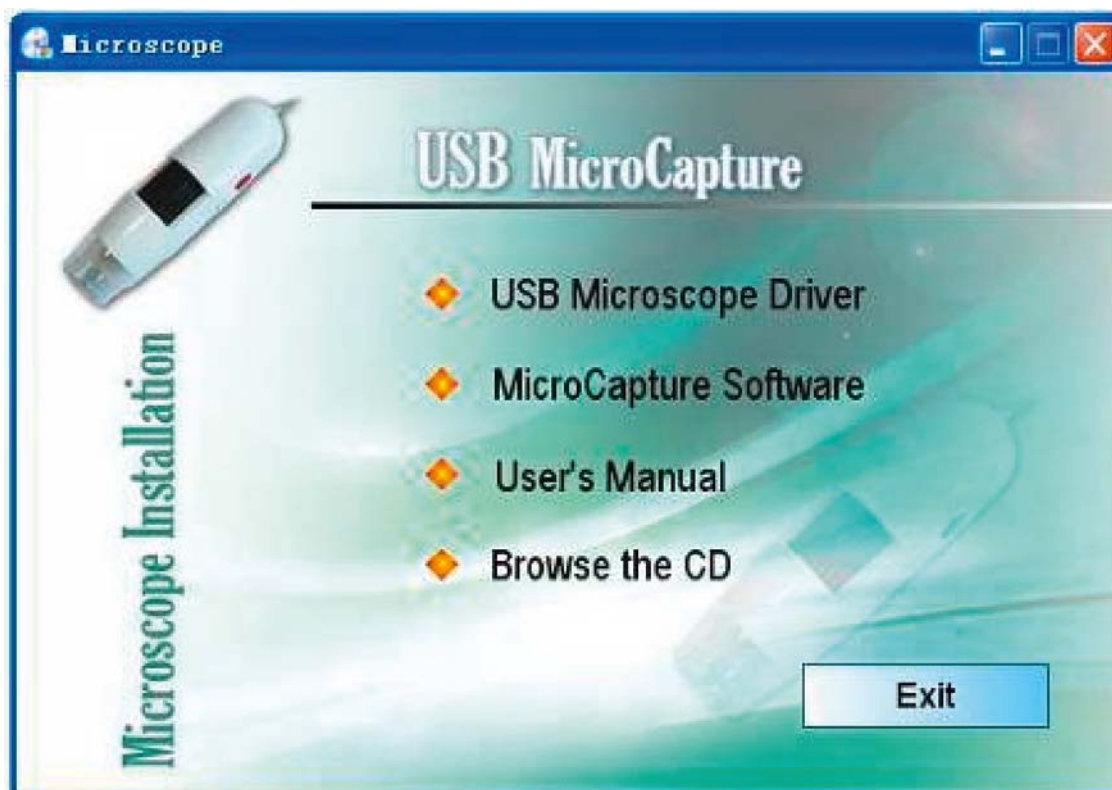 Microscope
USB MicroCapture
USB Microscope Driver
MicroCapture Software
User's Manual
Browse the CD
Microscope Installation
Exit